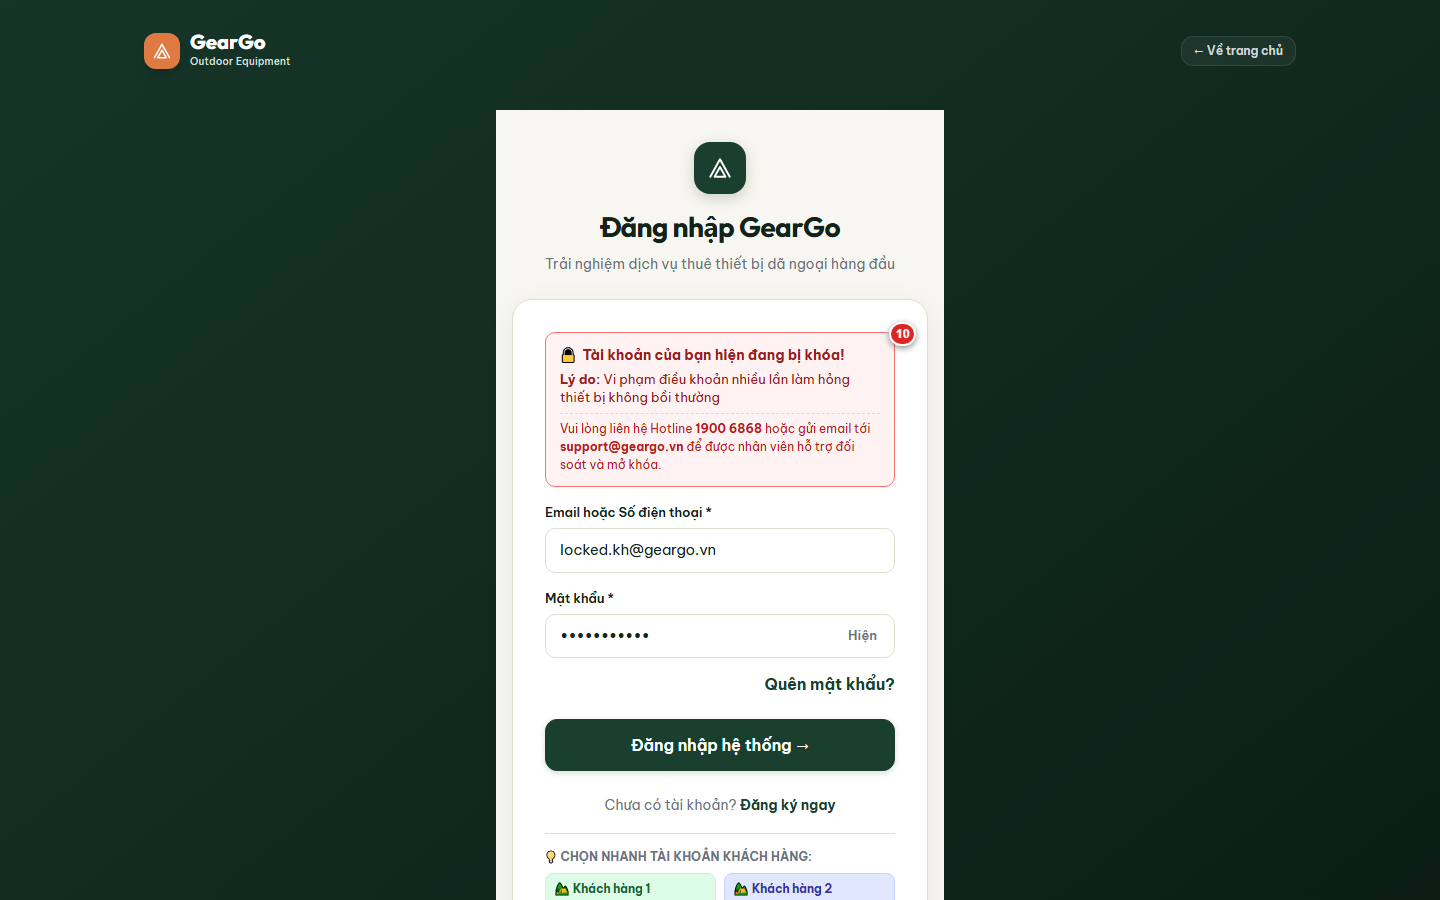 GearGo
Outdoor Equipment
← Về trang chủ
Đăng nhập GearGo
Trải nghiệm dịch vụ thuê thiết bị dã ngoại hàng đầu
10
Tài khoản của bạn hiện đang bị khóa!
Lý do: Vi phạm điều khoản nhiều lần làm hỏng
thiết bị không bồi thường
Vui lòng liên hệ Hotline 1900 6868 hoặc gửi email tới
support@geargo.vn để được nhân viên hỗ trợ đối
soát và mở khóa.
Email hoặc Số điện thoại *
locked.kh@geargo.vn
Mật khẩu *
•••••••••••
Hiện
Quên mật khẩu?
Đăng nhập hệ thống →
Chưa có tài khoản? Đăng ký ngay
CHỌN NHANH TÀI KHOẢN KHÁCH HÀNG:
Khách hàng 1
Khách hàng 2